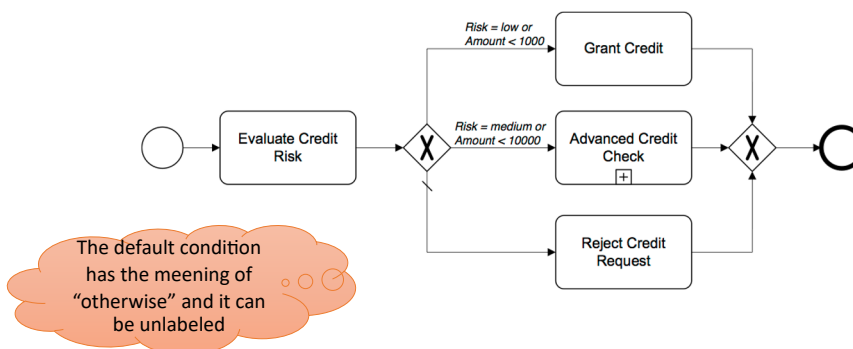 Risk = low or
Amount < 1000
Grant Credit
Evaluate Credit
Risk
X
Risk = medium or
Amount < 10000
Advanced Credit
Check
+
X
Reject Credit
Request
The default condition
has the meening of
“otherwise” and it can
be unlabeled